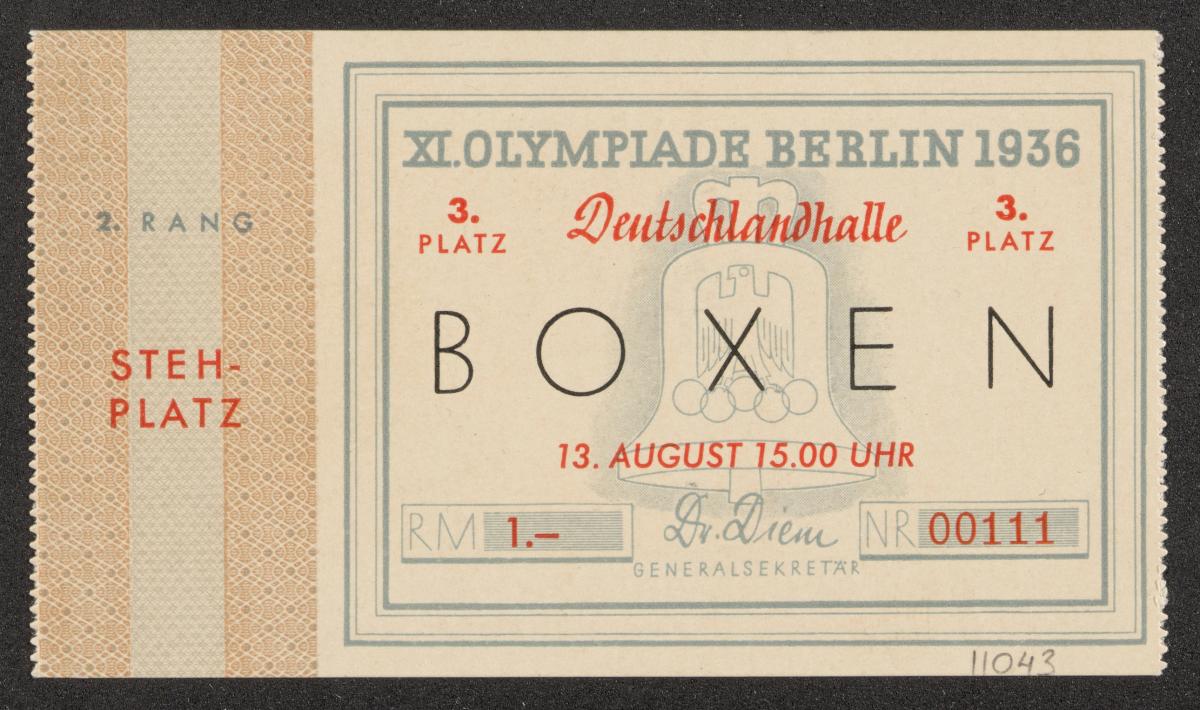 2. RANG
STEH-
PLATZ
XI. OLYMPIADE BERLIN 1936
3.
PLATZ
Deutschlandhalle
3.
PLATZ
BOXEN
13. AUGUST 15.00 UHR
RM 1.–
Dr. Diem
GENERALSEKRETÄR
NR 00111
11043